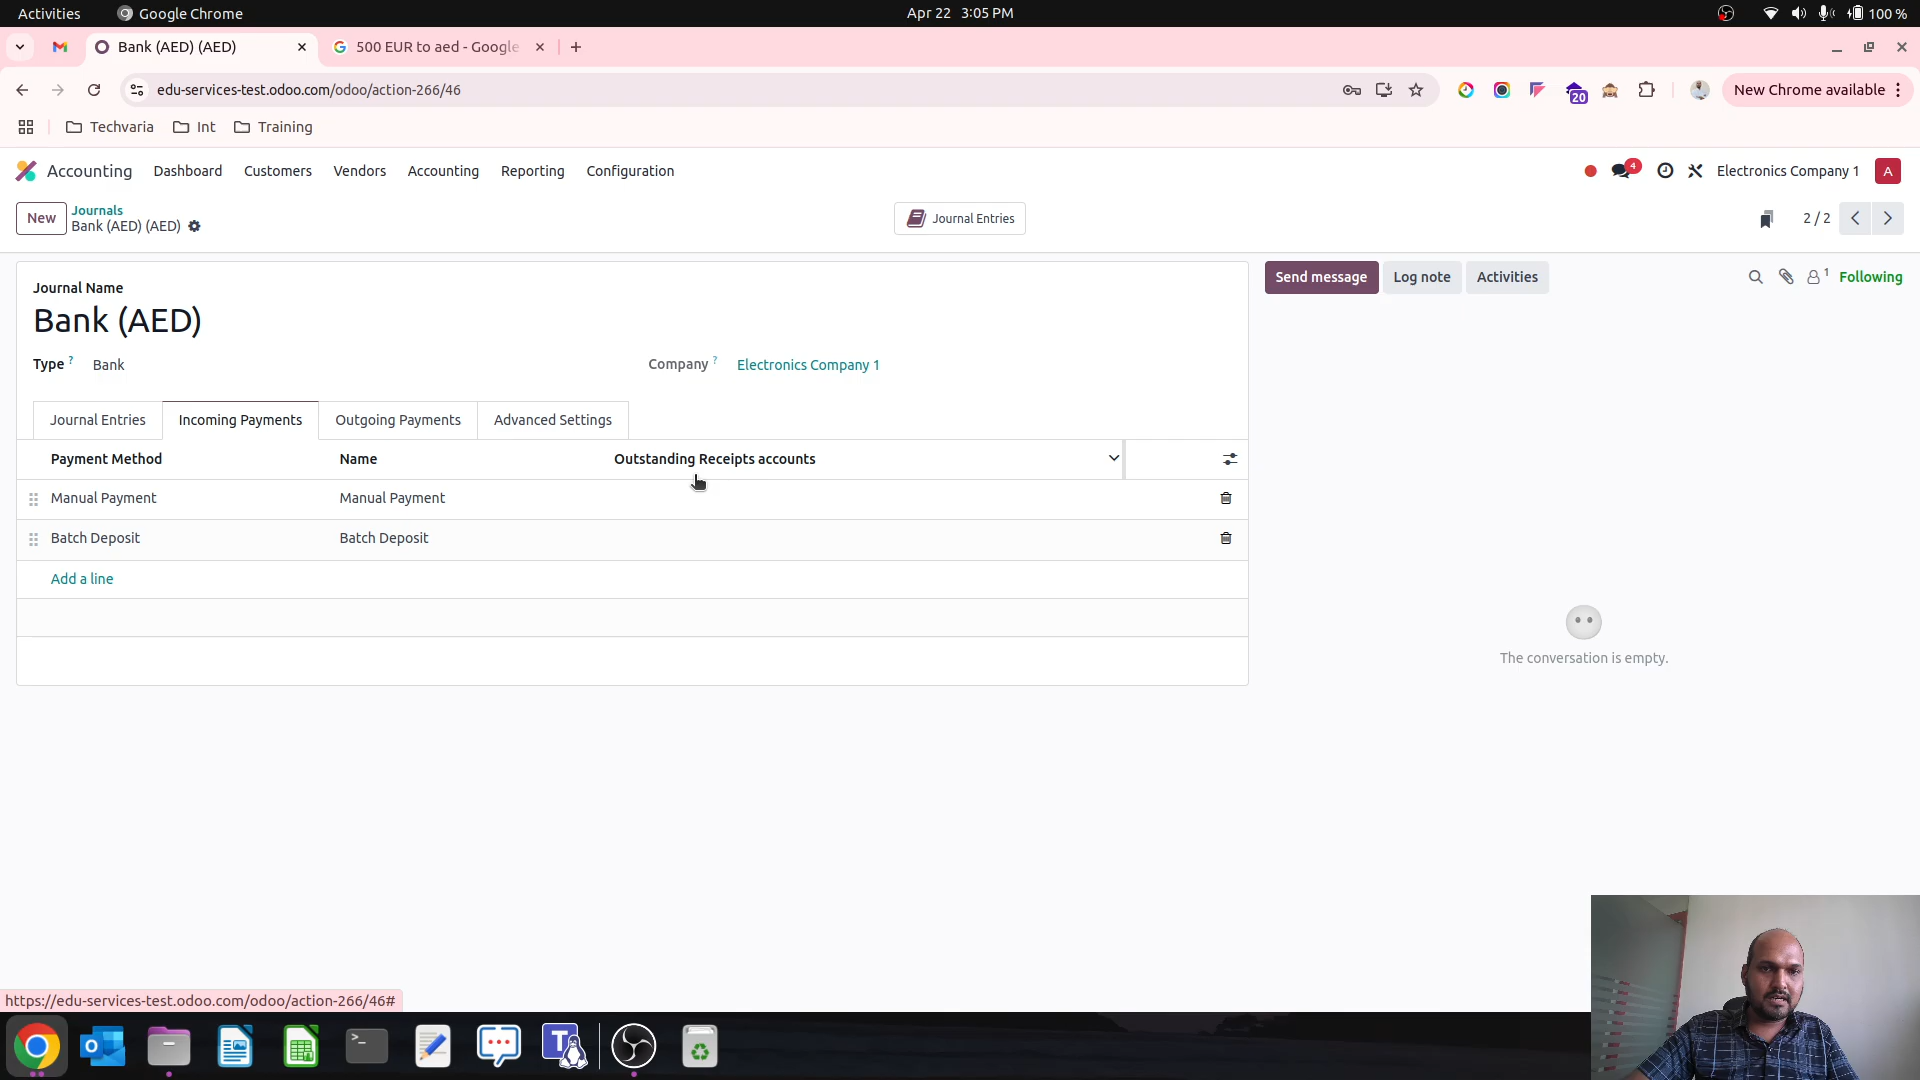 Activities Google Chrome Apr 22 3:05 PM 100 %
Bank (AED) (AED) 500 EUR to aed - Google
edu-services-test.odoo.com/odoo/action-266/46 20 New Chrome available
Techvaria Int Training
Accounting Dashboard Customers Vendors Accounting Reporting Configuration 4 Electronics Company 1 A
New Journals Journal Entries 2 / 2
Bank (AED) (AED)
Journal Name Send message Log note Activities 1 Following
Bank (AED)
Type ? Bank Company ? Electronics Company 1
Journal Entries Incoming Payments Outgoing Payments Advanced Settings
Payment Method Name Outstanding Receipts accounts
Manual Payment Manual Payment
Batch Deposit Batch Deposit
Add a line
The conversation is empty.
https://edu-services-test.odoo.com/odoo/action-266/46#